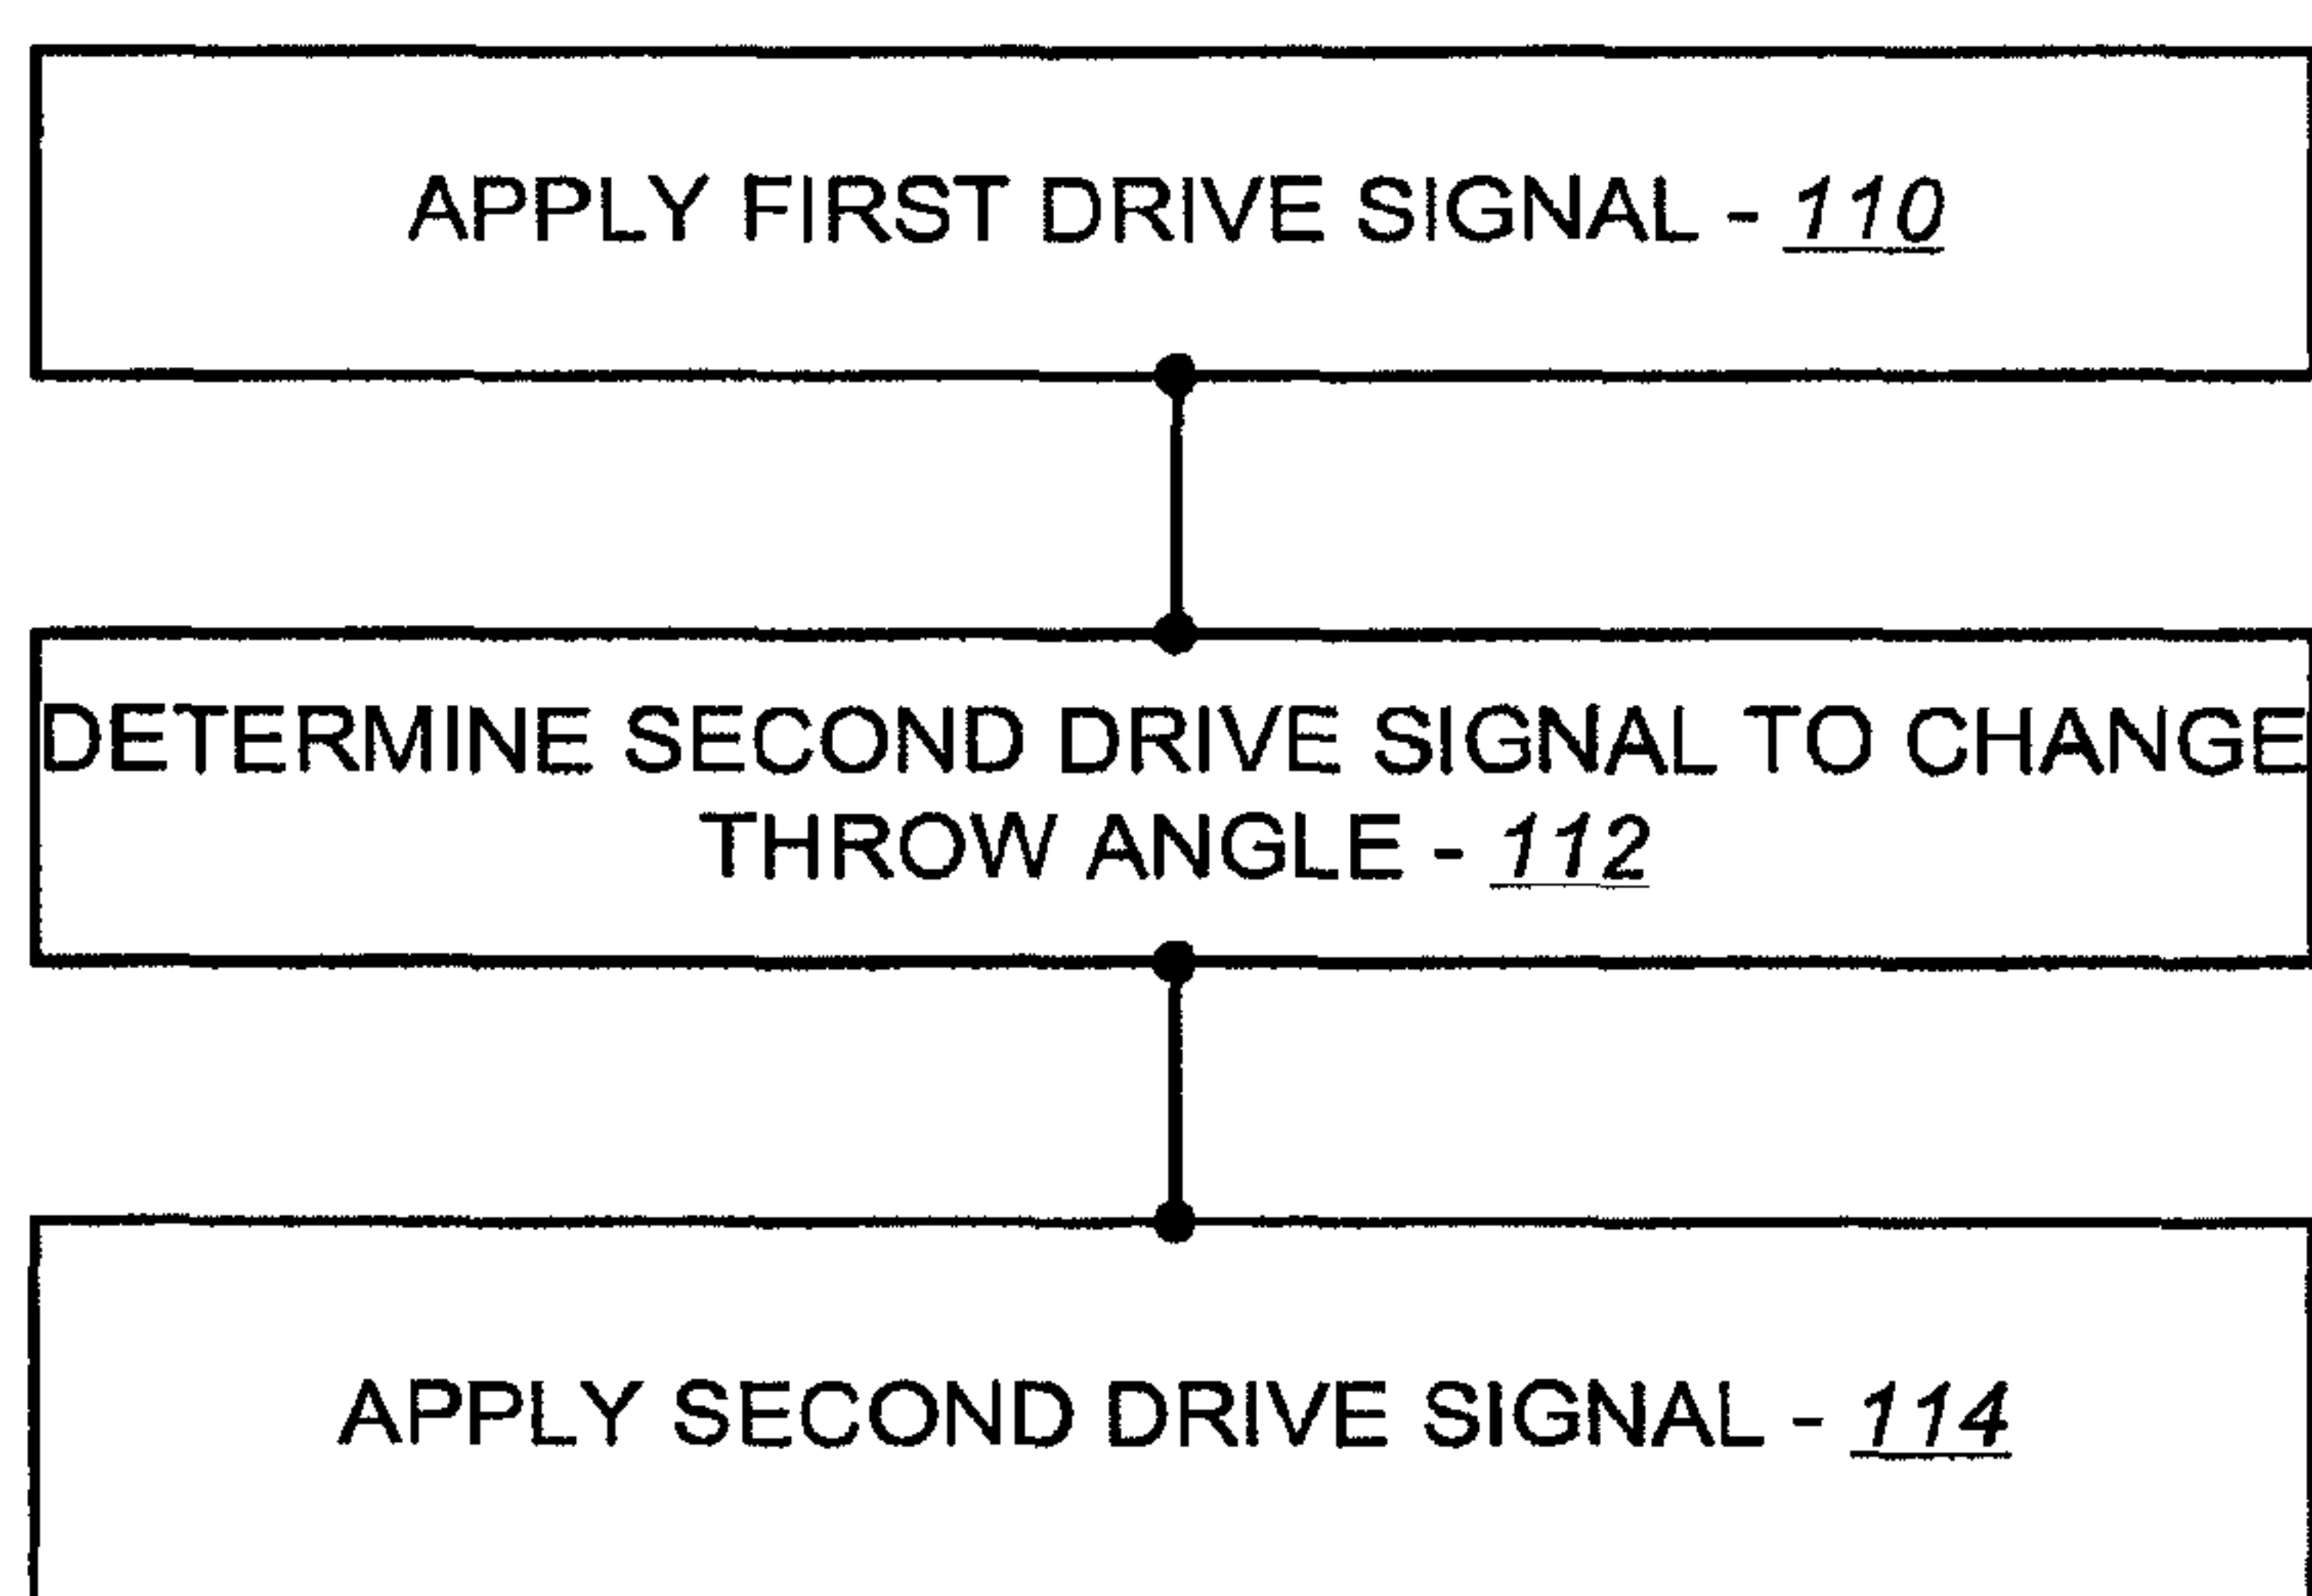 APPLY FIRST DRIVE SIGNAL - 110
DETERMINE SECOND DRIVE SIGNAL TO CHANGE
THROW ANGLE - 112
APPLY SECOND DRIVE SIGNAL - 114